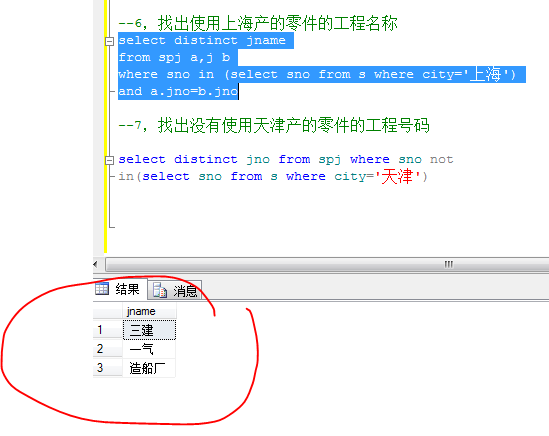 --6，找出使用上海产的零件的工程名称
select distinct jname
from spj a,j b
where sno in (select sno from s where city='上海')
and a.jno=b.jno
--7，找出没有使用天津产的零件的工程号码
select distinct jno from spj where sno not
in(select sno from s where city='天津')
结果 消息
jname
1 三建
2 一气
3 造船厂